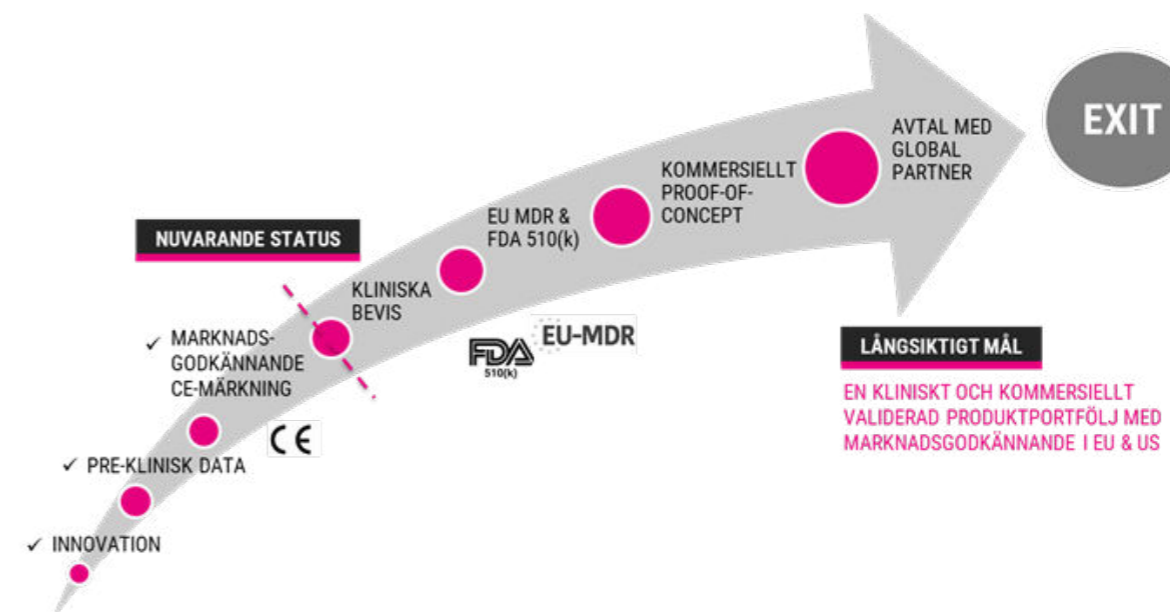 EXIT
AVTAL MED
GLOBAL
PARTNER
KOMMERSIELLT
PROOF-OF-
CONCEPT
EU MDR &
FDA 510(k)
NUVARANDE STATUS
KLINISKA
BEVIS
✓ MARKNADS-
GODKÄNNANDE
CE-MÄRKNING
FDA
510(k)
EU-MDR
LÅNGSIKTIGT MÅL
EN KLINISKT OCH KOMMERSIELLT
VALIDERAD PRODUKTPORTFÖLJ MED
MARKNADSGODKÄNNANDE I EU & US
CE
✓ PRE-KLINISK DATA
✓ INNOVATION